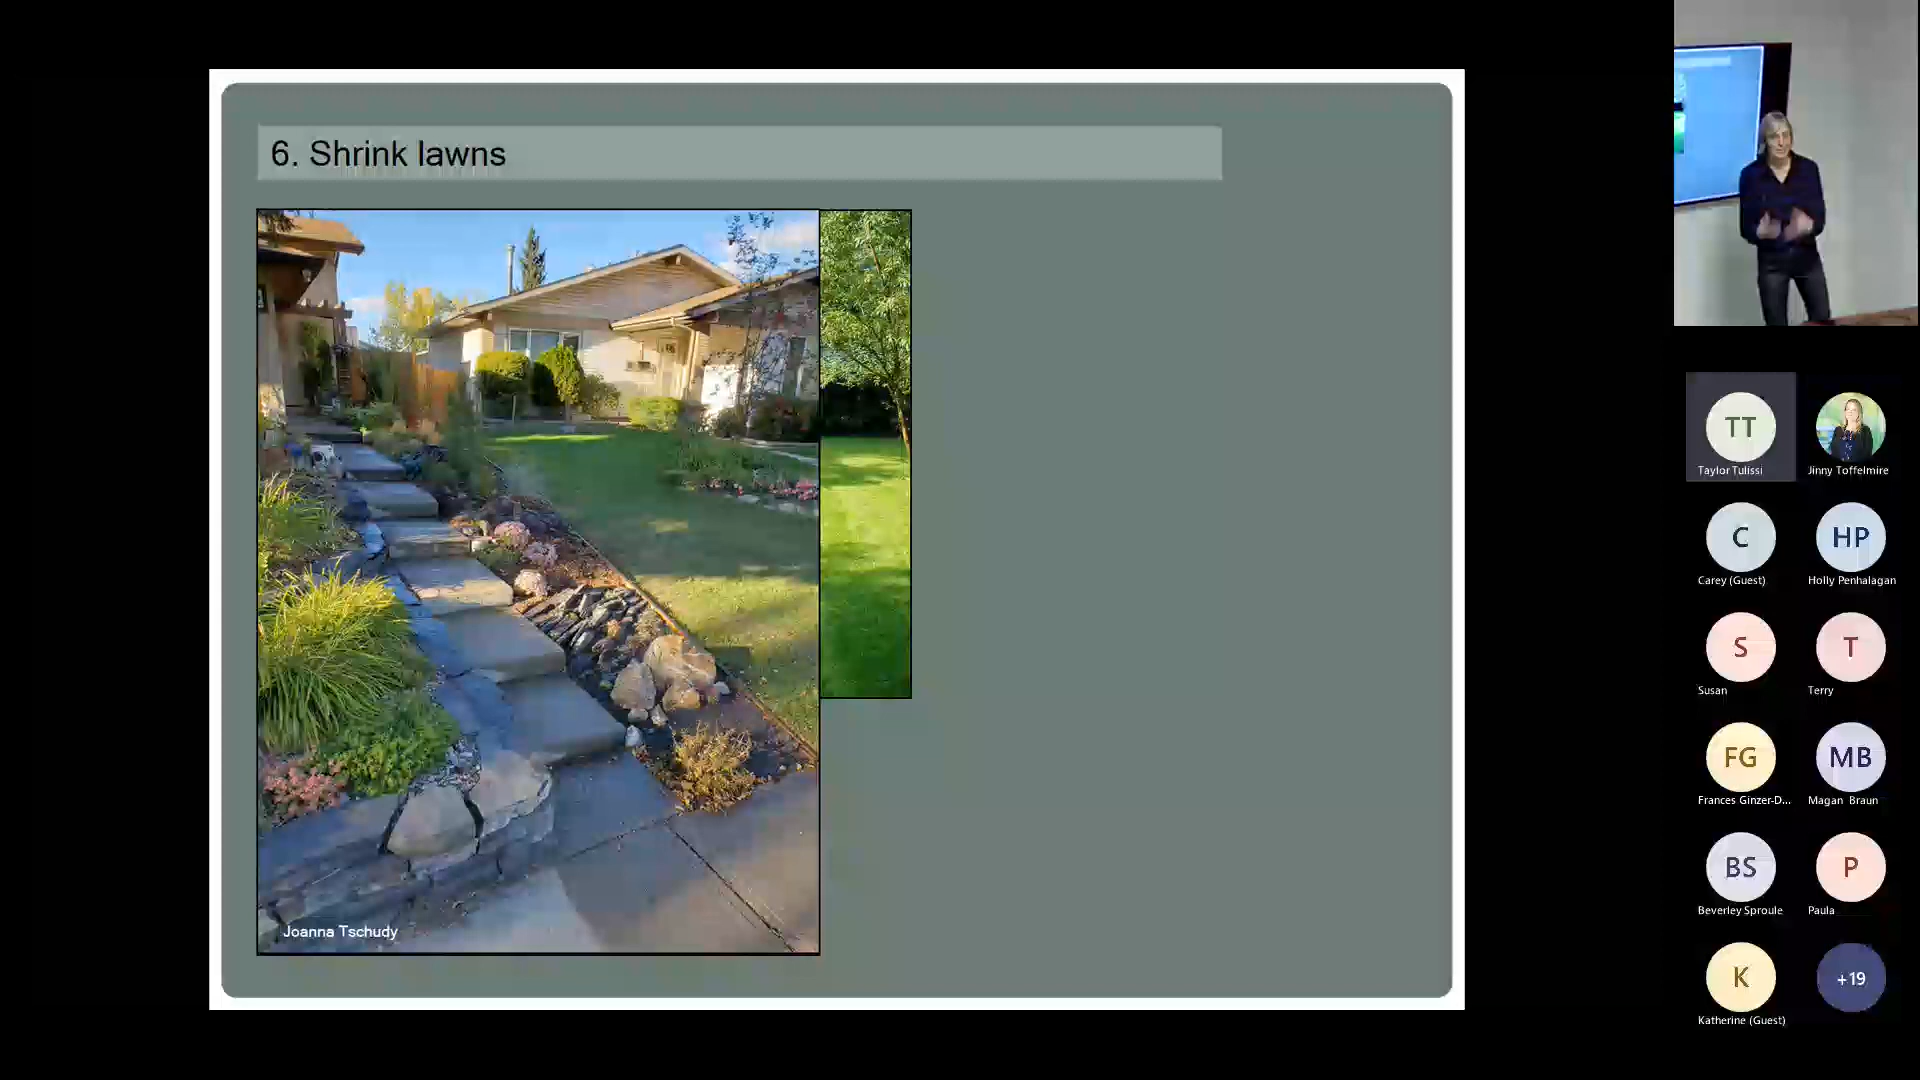 6. Shrink lawns
Joanna Tschudy
TT
Taylor Tulissi
Jinny Toffelmire
C
Carey (Guest)
HP
Holly Penhalagan
S
Susan
T
Terry
FG
Frances Ginzer-D...
MB
Magan Braun
BS
Beverley Sproule
P
Paula
K
Katherine (Guest)
+19